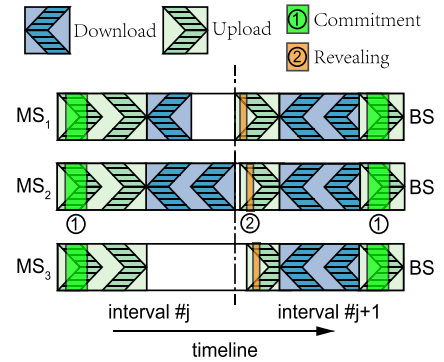 Download
Upload
① Commitment
② Revealing
MS1
BS
MS2
BS
① ② ①
MS3
BS
interval #j
interval #j+1
timeline